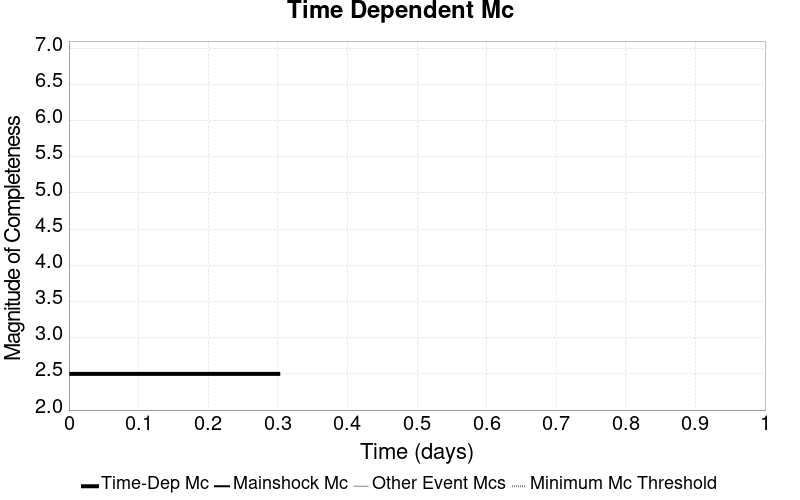 Time Dependent Mc
Magnitude of Completeness
7.0
6.5
6.0
5.5
5.0
4.5
4.0
3.5
3.0
2.5
2.0
0 0.1 0.2 0.3 0.4 0.5 0.6 0.7 0.8 0.9 1
Time (days)
Time-Dep Mc Mainshock Mc Other Event Mcs Minimum Mc Threshold